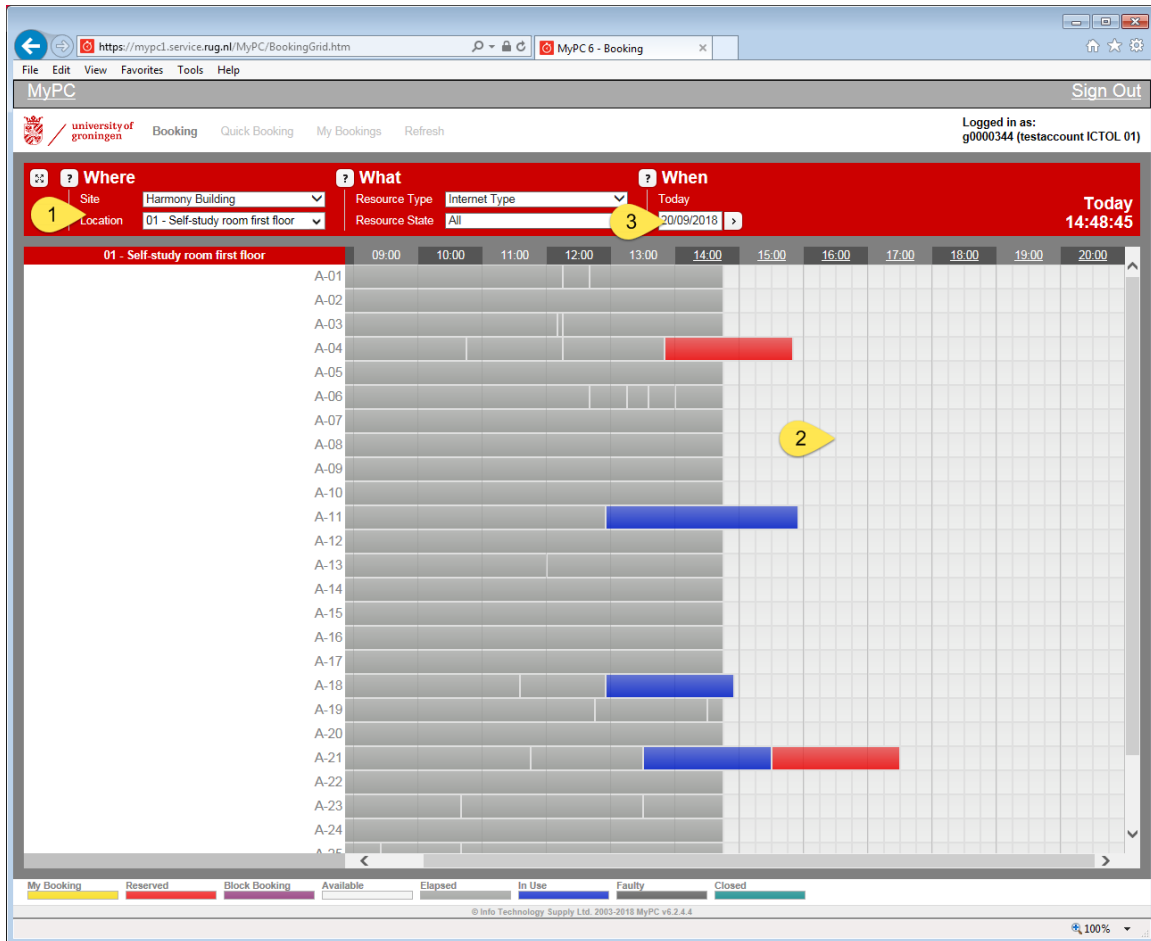 https://mypc1.service.rug.nl/MyPC/BookingGrid.htm
MyPC 6 - Booking
File Edit View Favorites Tools Help
MyPC
Sign Out
university of
groningen
Booking Quick Booking My Bookings Refresh
Logged in as:
g0000344 (testaccount ICTOL 01)
? Where
? What
? When
Site Harmony Building
Resource Type Internet Type
Today
1
Location 01 - Self-study room first floor
Resource State All
3
20/09/2018
Today
14:48:45
01 - Self-study room first floor
09:00 10:00 11:00 12:00 13:00 14:00 15:00 16:00 17:00 18:00 19:00 20:00
A-01
A-02
A-03
A-04
A-05
A-06
A-07
2
A-08
A-09
A-10
A-11
A-12
A-13
A-14
A-15
A-16
A-17
A-18
A-19
A-20
A-21
A-22
A-23
A-24
A-25
My Booking Reserved Block Booking Available Elapsed In Use Faulty Closed
© Info Technology Supply Ltd. 2003-2018 MyPC v6.2.4.4
100%